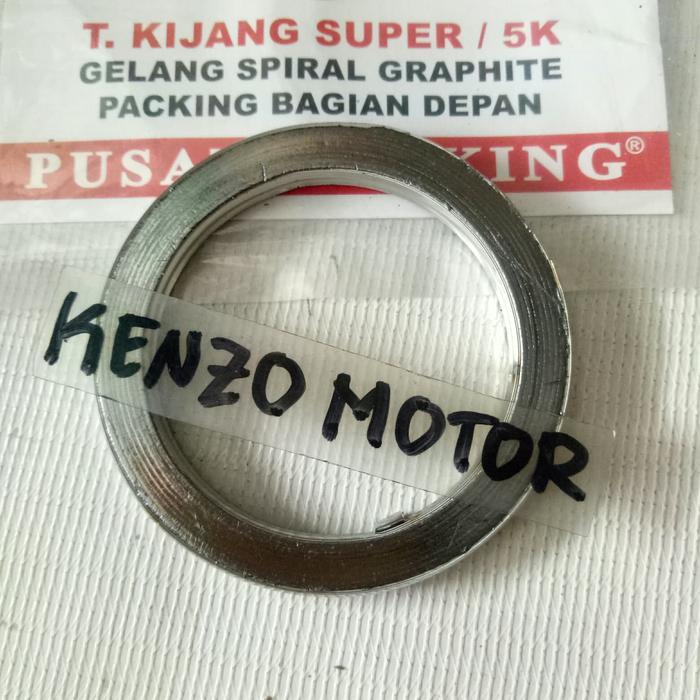 T. KIJANG SUPER / 5K
GELANG SPIRAL GRAPHITE
PACKING BAGIAN DEPAN
KENZO MOTOR